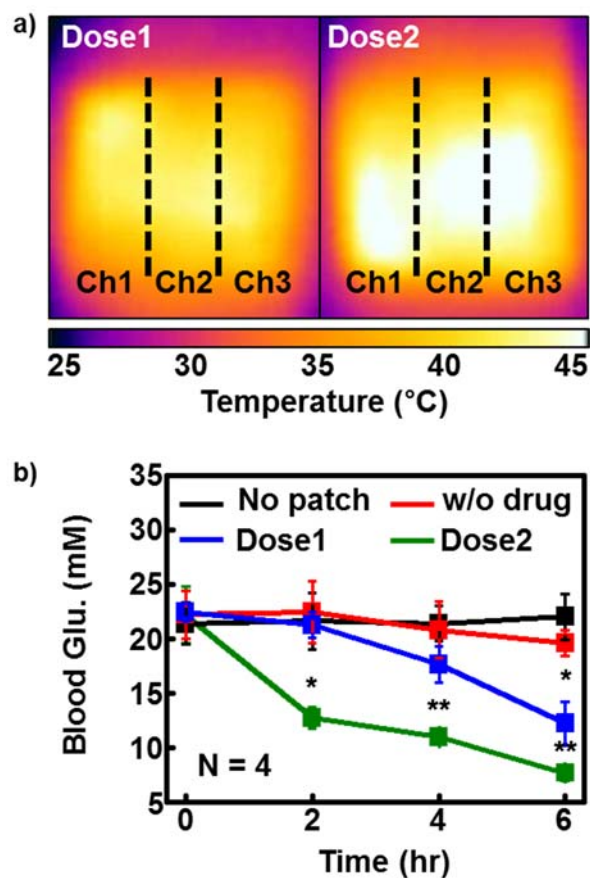 a)
Dose1 Dose2
Ch1 Ch2 Ch3 Ch1 Ch2 Ch3
25 30 35 40 45
Temperature (°C)
b)
35
30
25
20
15
10
5
Blood Glu. (mM)
No patch w/o drug
Dose1 Dose2
* ** * **
N = 4
0 2 4 6
Time (hr)